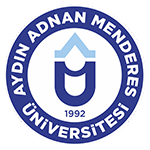 AYDIN ADNAN MENDERES
ÜNİVERSİTESİ
1992